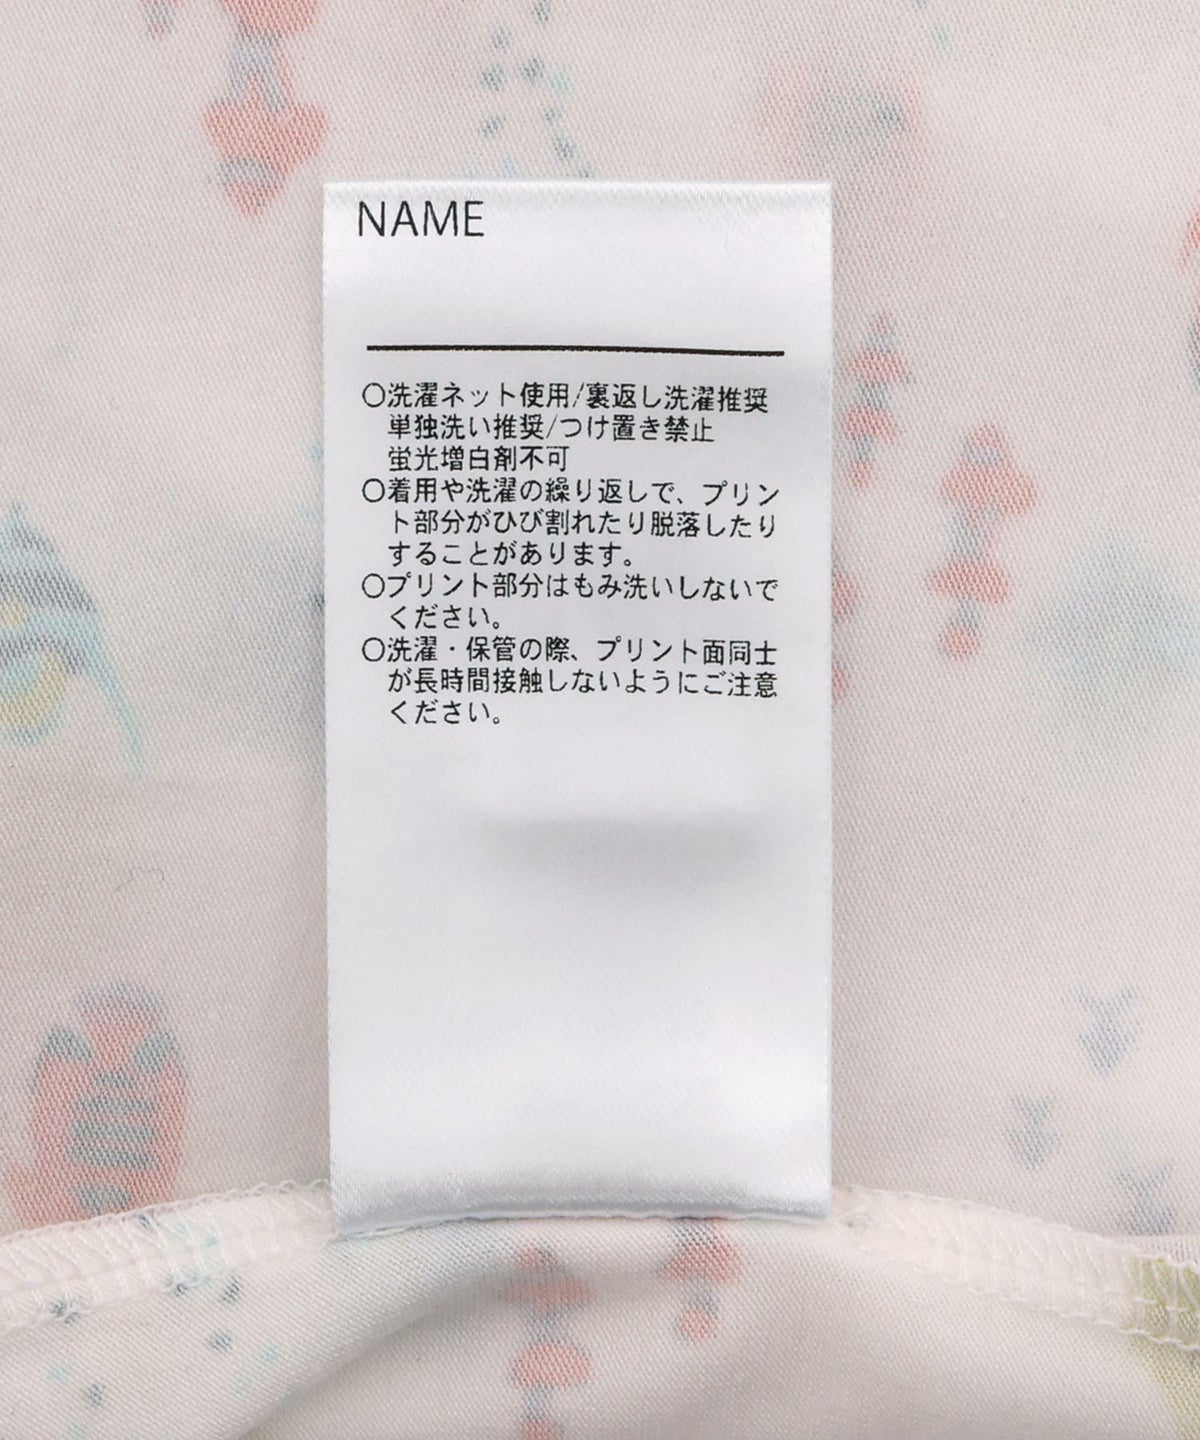 NAME
○洗濯ネット使用/裏返し洗濯推奨
単独洗い推奨/つけ置き禁止
蛍光増白剤不可
○着用や洗濯の繰り返しで、プリン
ト部分がひび割れたり脱落したり
することがあります。
○プリント部分はもみ洗いしないで
ください。
○洗濯・保管の際、プリント面同士
が長時間接触しないようにご注意
ください。